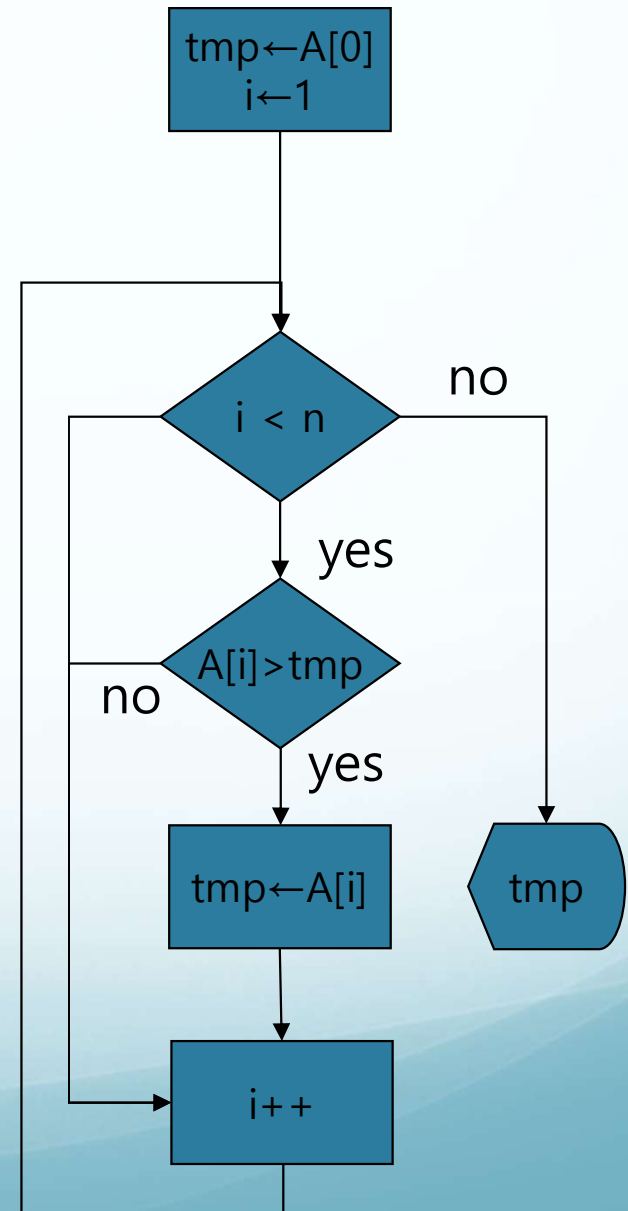 tmp←A[0]
i←1
i < n
no
yes
A[i]>tmp
no
yes
tmp←A[i]
tmp
i++